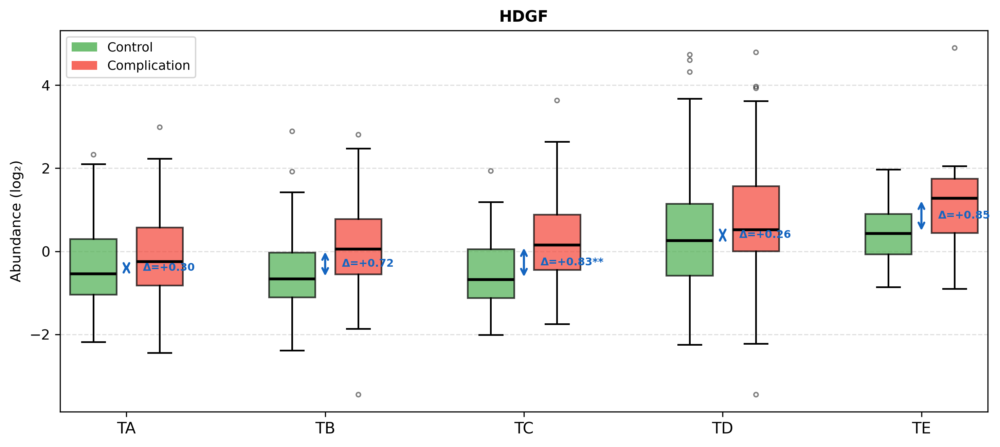 HDGF
Control
Complication
Abundance (log₂)
4
2
0
−2
Δ=+0.30
Δ=+0.72
Δ=+0.83**
Δ=+0.26
Δ=+0.85
TA
TB
TC
TD
TE